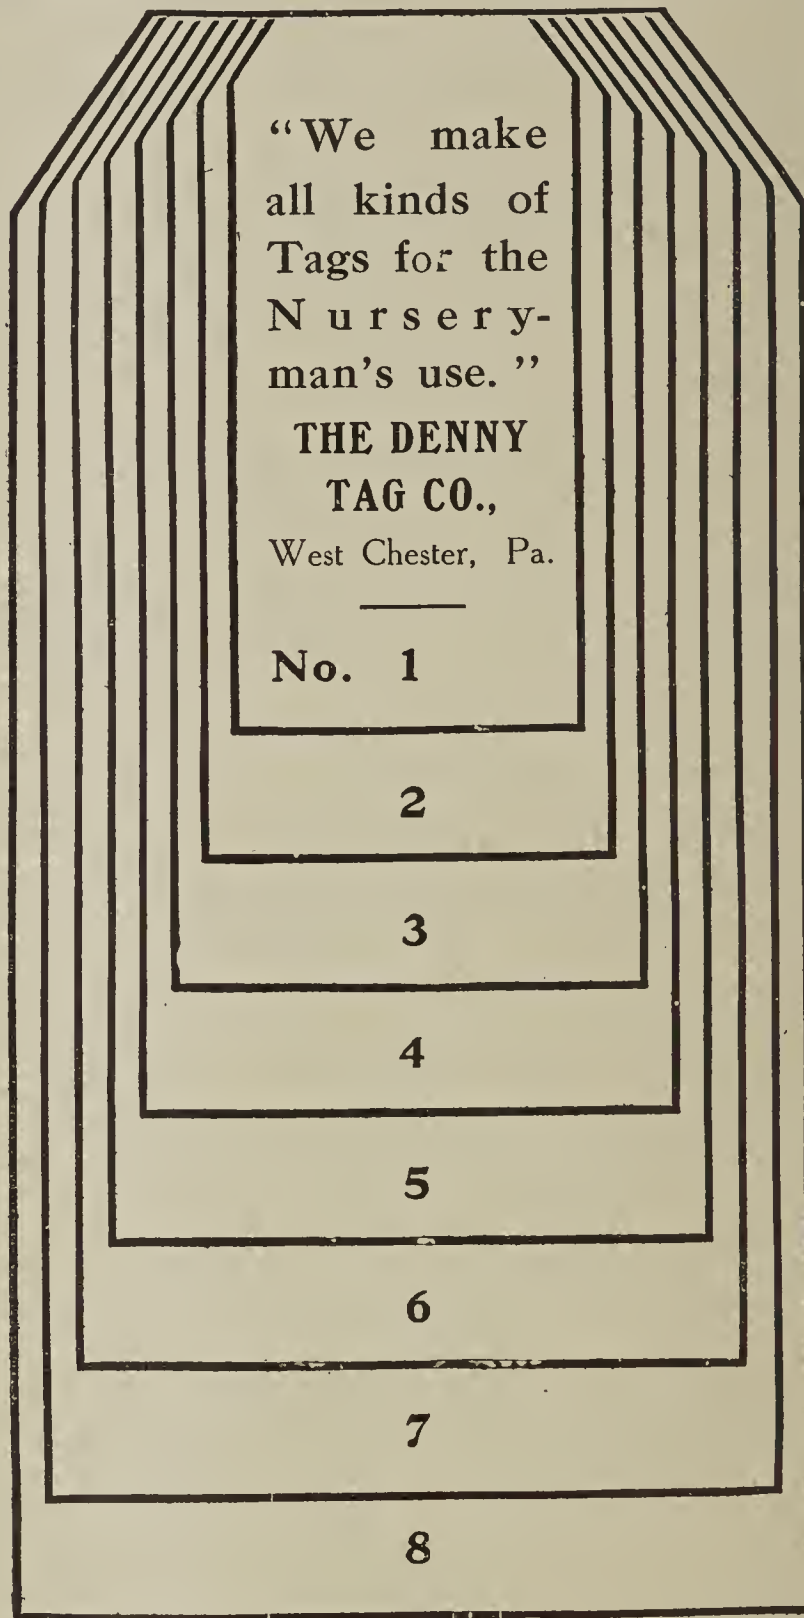 “We make
all kinds of
Tags for the
Nursery-
man’s use.”
THE DENNY
TAG CO.,
West Chester, Pa.
No. 1
2
3
4
5
6
7
8